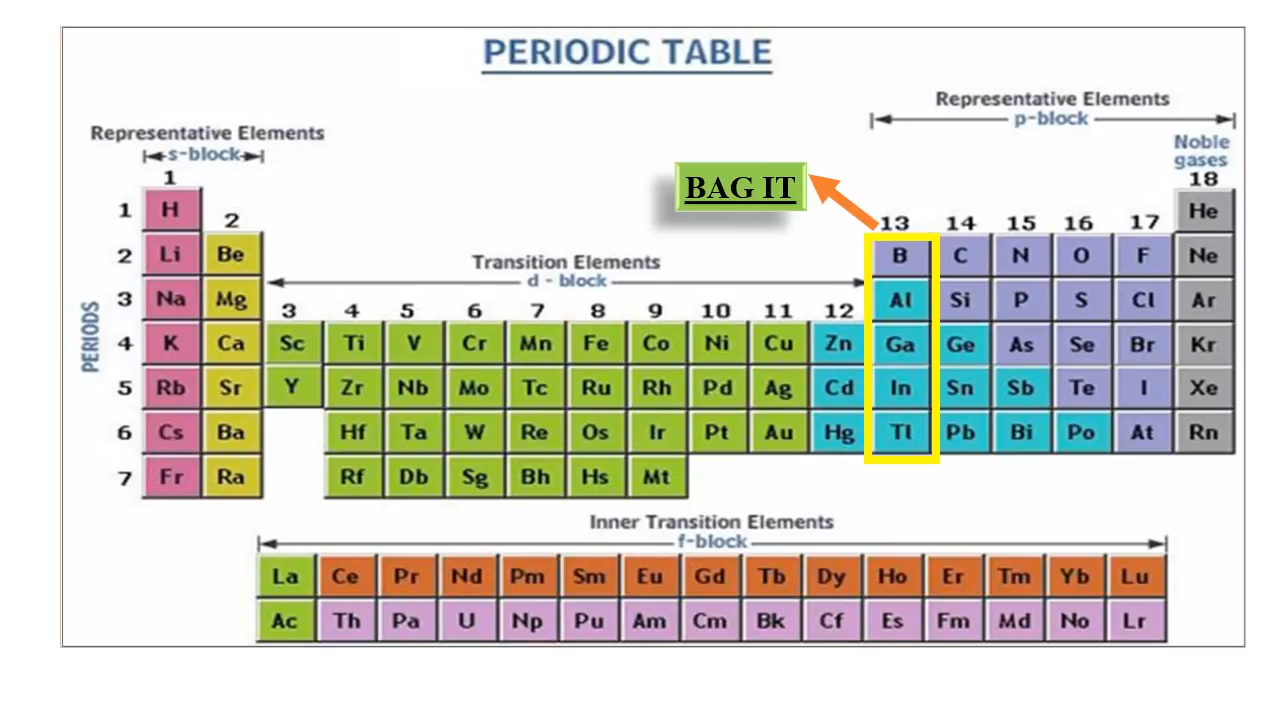 PERIODIC TABLE
Representative Elements
p-block
Representative Elements
s-block
Noble
gases
1
18
BAG IT
1 H He
2 13 14 15 16 17
2 Li Be B C N O F Ne
Transition Elements
d - block
3 Na Mg Al Si P S Cl Ar
3 4 5 6 7 8 9 10 11 12
PERIODS
4 K Ca Sc Ti V Cr Mn Fe Co Ni Cu Zn Ga Ge As Se Br Kr
5 Rb Sr Y Zr Nb Mo Tc Ru Rh Pd Ag Cd In Sn Sb Te I Xe
6 Cs Ba Hf Ta W Re Os Ir Pt Au Hg Tl Pb Bi Po At Rn
7 Fr Ra Rf Db Sg Bh Hs Mt
Inner Transition Elements
f-block
La Ce Pr Nd Pm Sm Eu Gd Tb Dy Ho Er Tm Yb Lu
Ac Th Pa U Np Pu Am Cm Bk Cf Es Fm Md No Lr